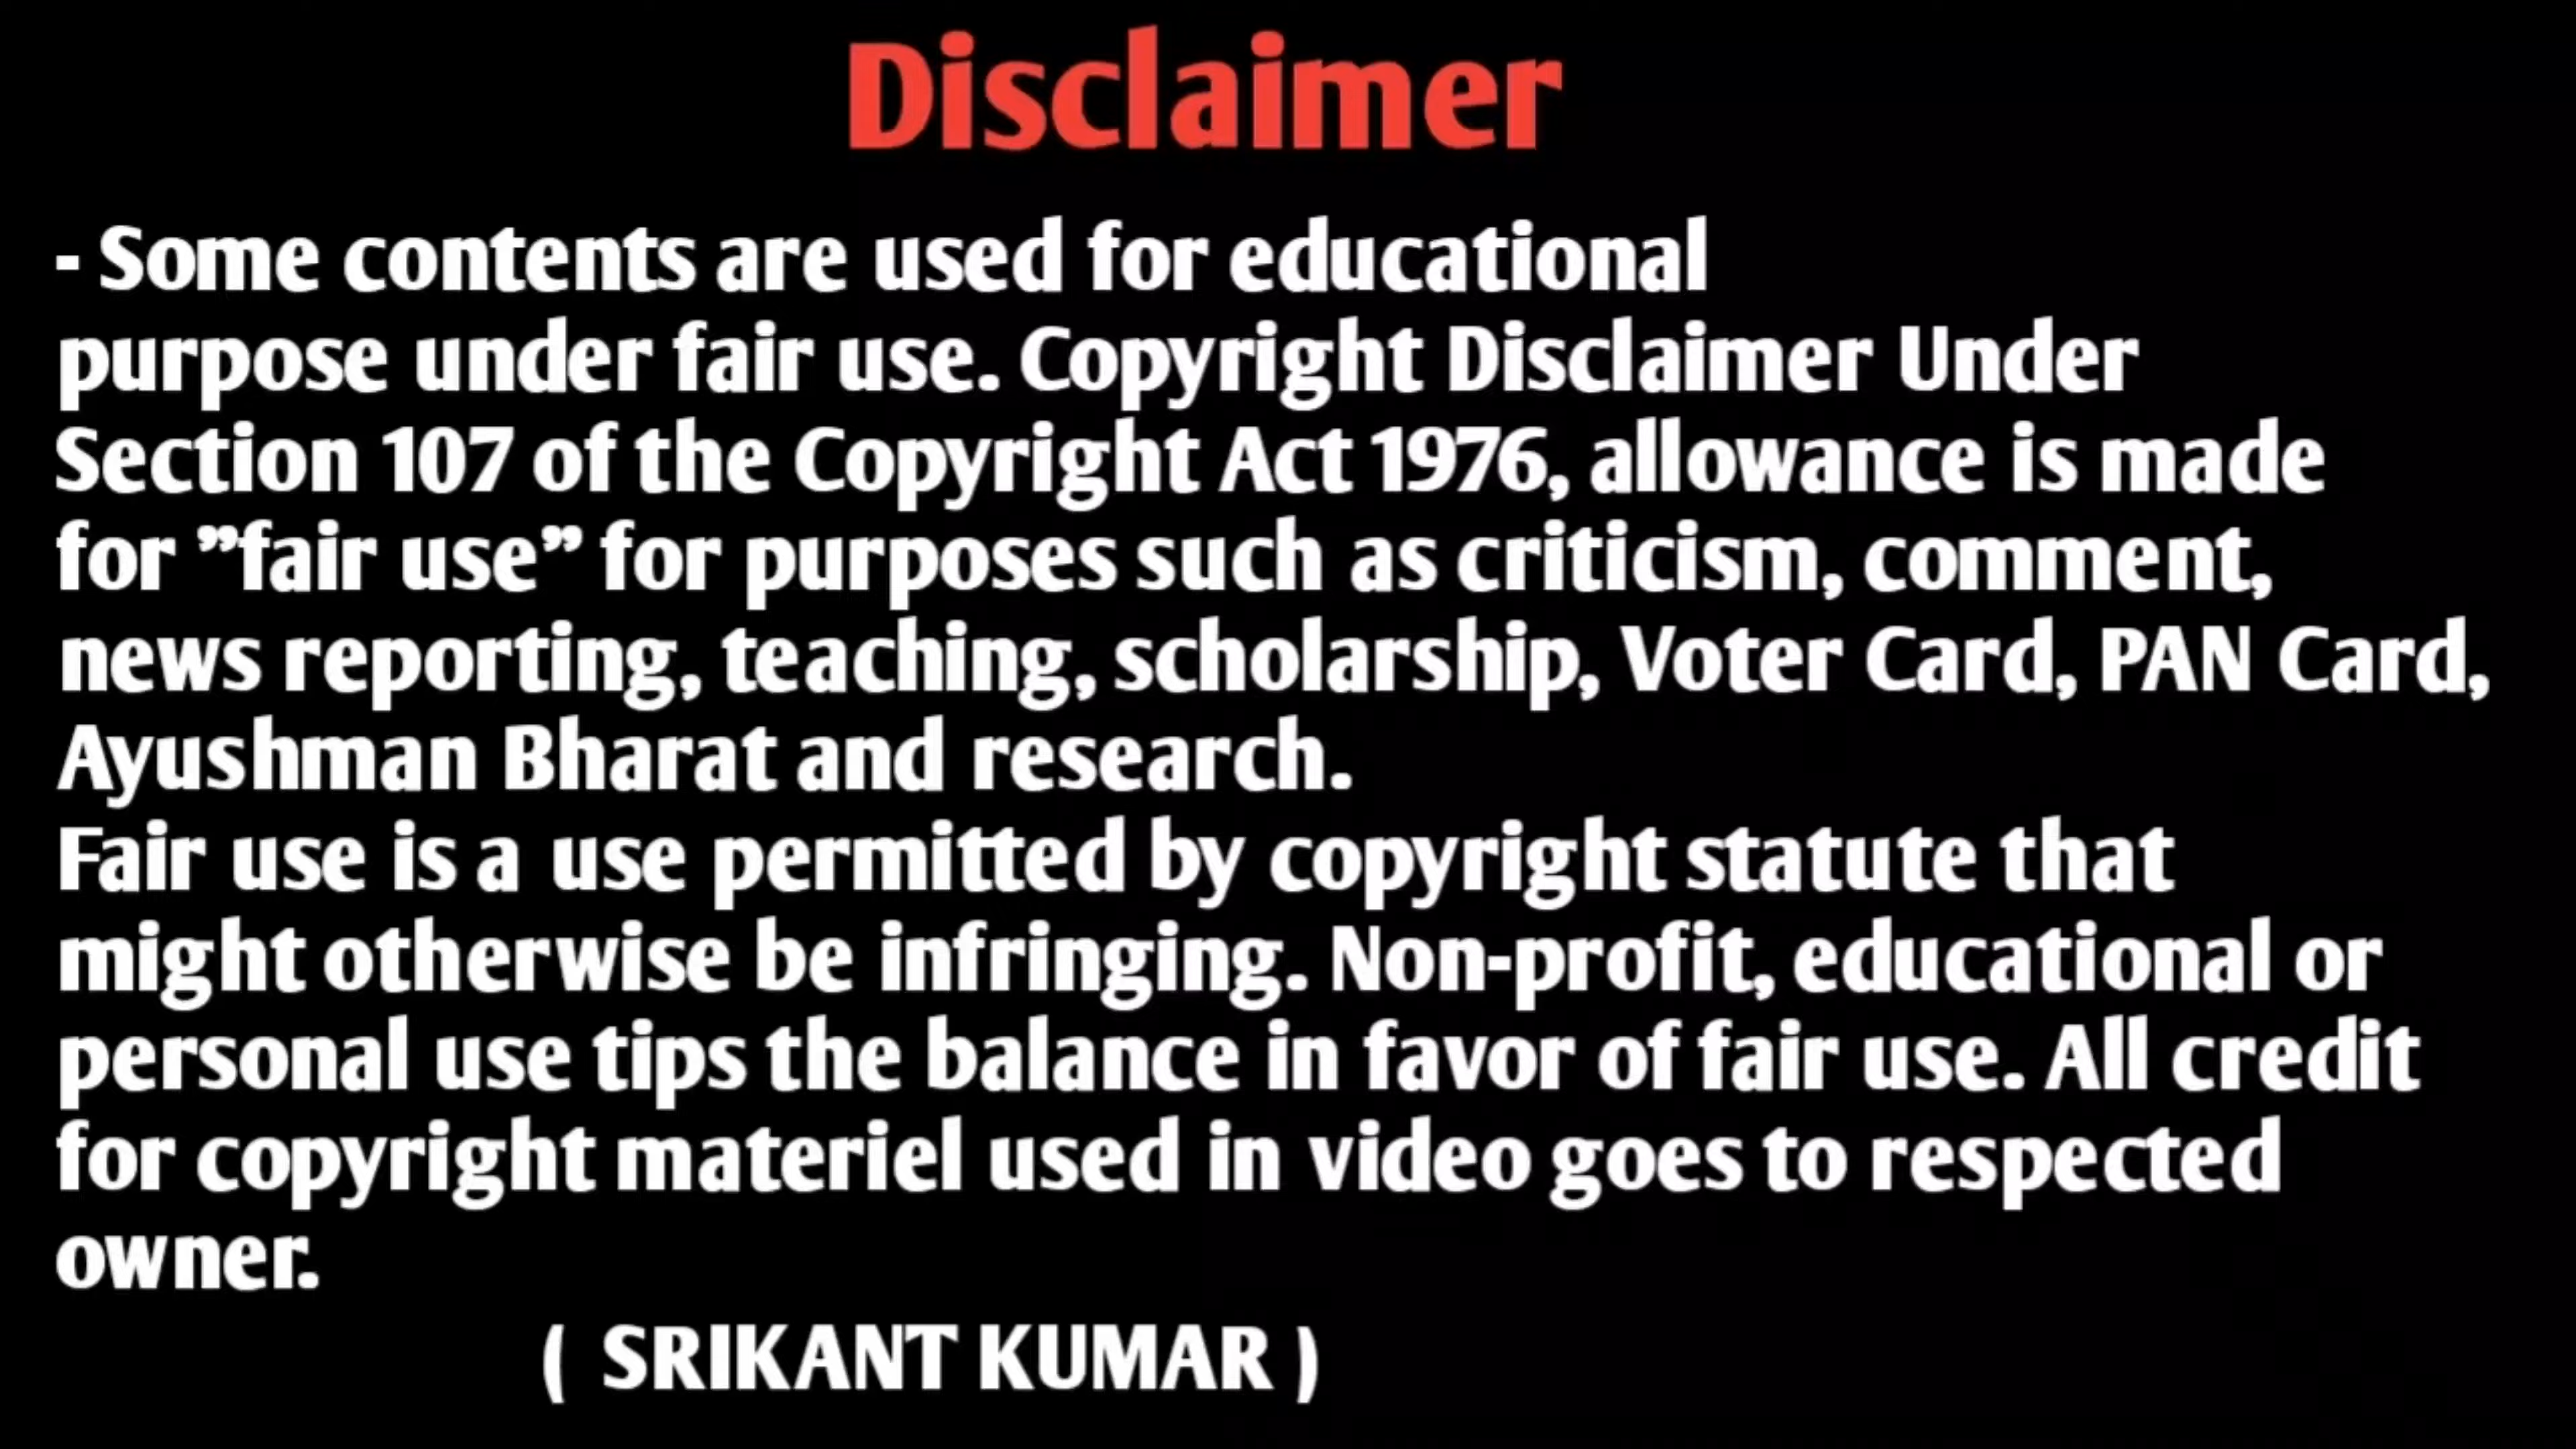 Disclaimer
- Some contents are used for educational
purpose under fair use. Copyright Disclaimer Under
Section 107 of the Copyright Act 1976, allowance is made
for ”fair use” for purposes such as criticism, comment,
news reporting, teaching, scholarship, Voter Card, PAN Card,
Ayushman Bharat and research.
Fair use is a use permitted by copyright statute that
might otherwise be infringing. Non-profit, educational or
personal use tips the balance in favor of fair use. All credit
for copyright materiel used in video goes to respected
owner.
( SRIKANT KUMAR )